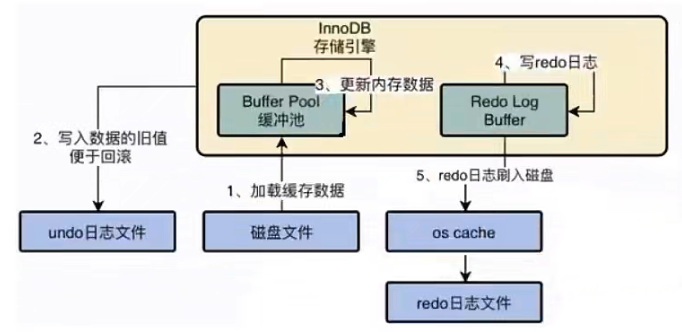 InnoDB
存储引擎
4、写redo日志
3、更新内存数据
Buffer Pool
缓冲池
Redo Log
Buffer
2、写入数据的旧值
便于回滚
1、加载缓存数据
5、redo日志刷入磁盘
undo日志文件
磁盘文件
os cache
redo日志文件